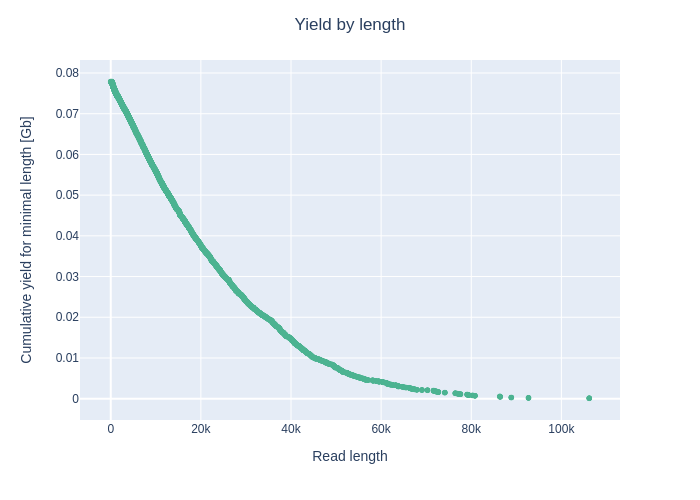 Yield by length
Cumulative yield for minimal length [Gb]
0.08
0.07
0.06
0.05
0.04
0.03
0.02
0.01
0
0 20k 40k 60k 80k 100k
Read length